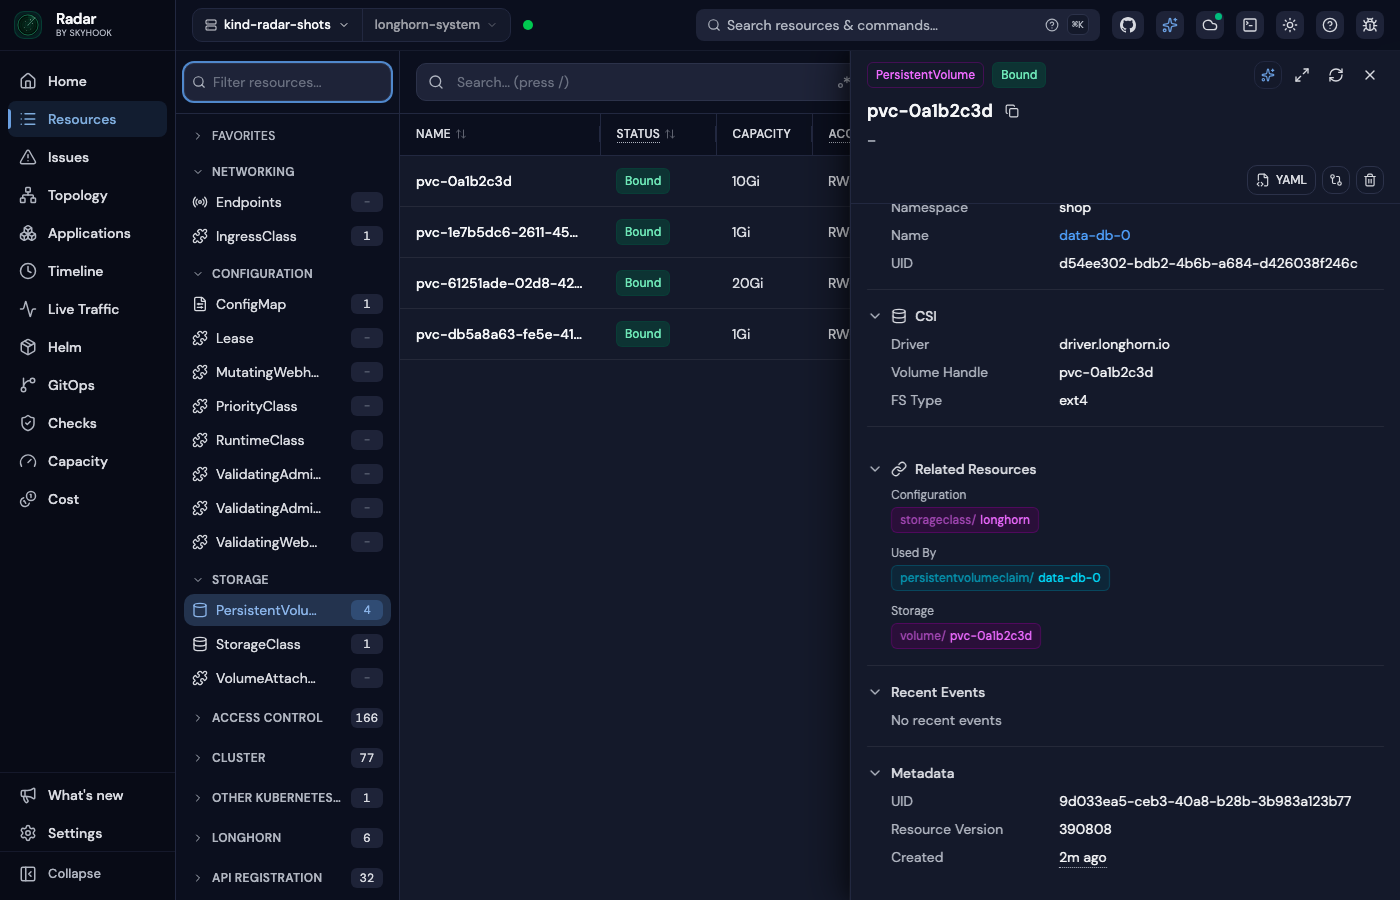 Radar
BY SKYHOOK
kind-radar-shots
longhorn-system
Search resources & commands...
⌘K
Home
Resources
Issues
Topology
Applications
Timeline
Live Traffic
Helm
GitOps
Checks
Capacity
Cost
What's new
Settings
Collapse
Filter resources...
FAVORITES
NETWORKING
Endpoints –
IngressClass 1
CONFIGURATION
ConfigMap 1
Lease –
MutatingWebh... –
PriorityClass –
RuntimeClass –
ValidatingAdmi... –
ValidatingAdmi... –
ValidatingWeb... –
STORAGE
PersistentVolu... 4
StorageClass 1
VolumeAttach... –
ACCESS CONTROL 166
CLUSTER 77
OTHER KUBERNETES... 1
LONGHORN 6
API REGISTRATION 32
Search... (press /) .*
NAME STATUS CAPACITY ACC
pvc-0a1b2c3d Bound 10Gi RW
pvc-1e7b5dc6-2611-45... Bound 1Gi RW
pvc-61251ade-02d8-42... Bound 20Gi RW
pvc-db5a8a63-fe5e-41... Bound 1Gi RW
PersistentVolume Bound
pvc-0a1b2c3d
–
YAML
Namespace shop
Name data-db-0
UID d54ee302-bdb2-4b6b-a684-d426038f246c
CSI
Driver driver.longhorn.io
Volume Handle pvc-0a1b2c3d
FS Type ext4
Related Resources
Configuration
storageclass/ longhorn
Used By
persistentvolumeclaim/ data-db-0
Storage
volume/ pvc-0a1b2c3d
Recent Events
No recent events
Metadata
UID 9d033ea5-ceb3-40a8-b28b-3b983a123b77
Resource Version 390808
Created 2m ago